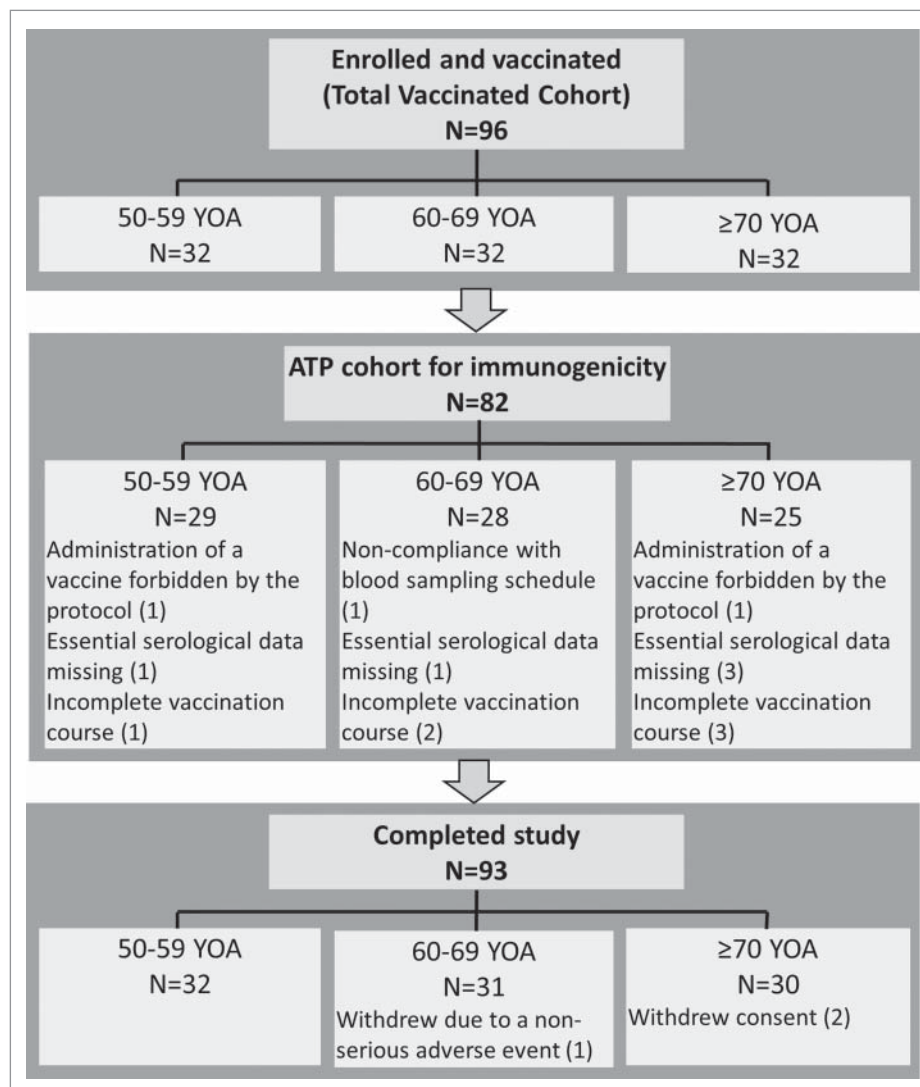 Enrolled and vaccinated
(Total Vaccinated Cohort)
N=96
50-59 YOA
N=32
60-69 YOA
N=32
≥70 YOA
N=32
ATP cohort for immunogenicity
N=82
50-59 YOA
N=29
Administration of a
vaccine forbidden by the
protocol (1)
Essential serological data
missing (1)
Incomplete vaccination
course (1)
60-69 YOA
N=28
Non-compliance with
blood sampling schedule
(1)
Essential serological data
missing (1)
Incomplete vaccination
course (2)
≥70 YOA
N=25
Administration of a
vaccine forbidden by the
protocol (1)
Essential serological data
missing (3)
Incomplete vaccination
course (3)
Completed study
N=93
50-59 YOA
N=32
60-69 YOA
N=31
Withdrew due to a non-
serious adverse event (1)
≥70 YOA
N=30
Withdrew consent (2)